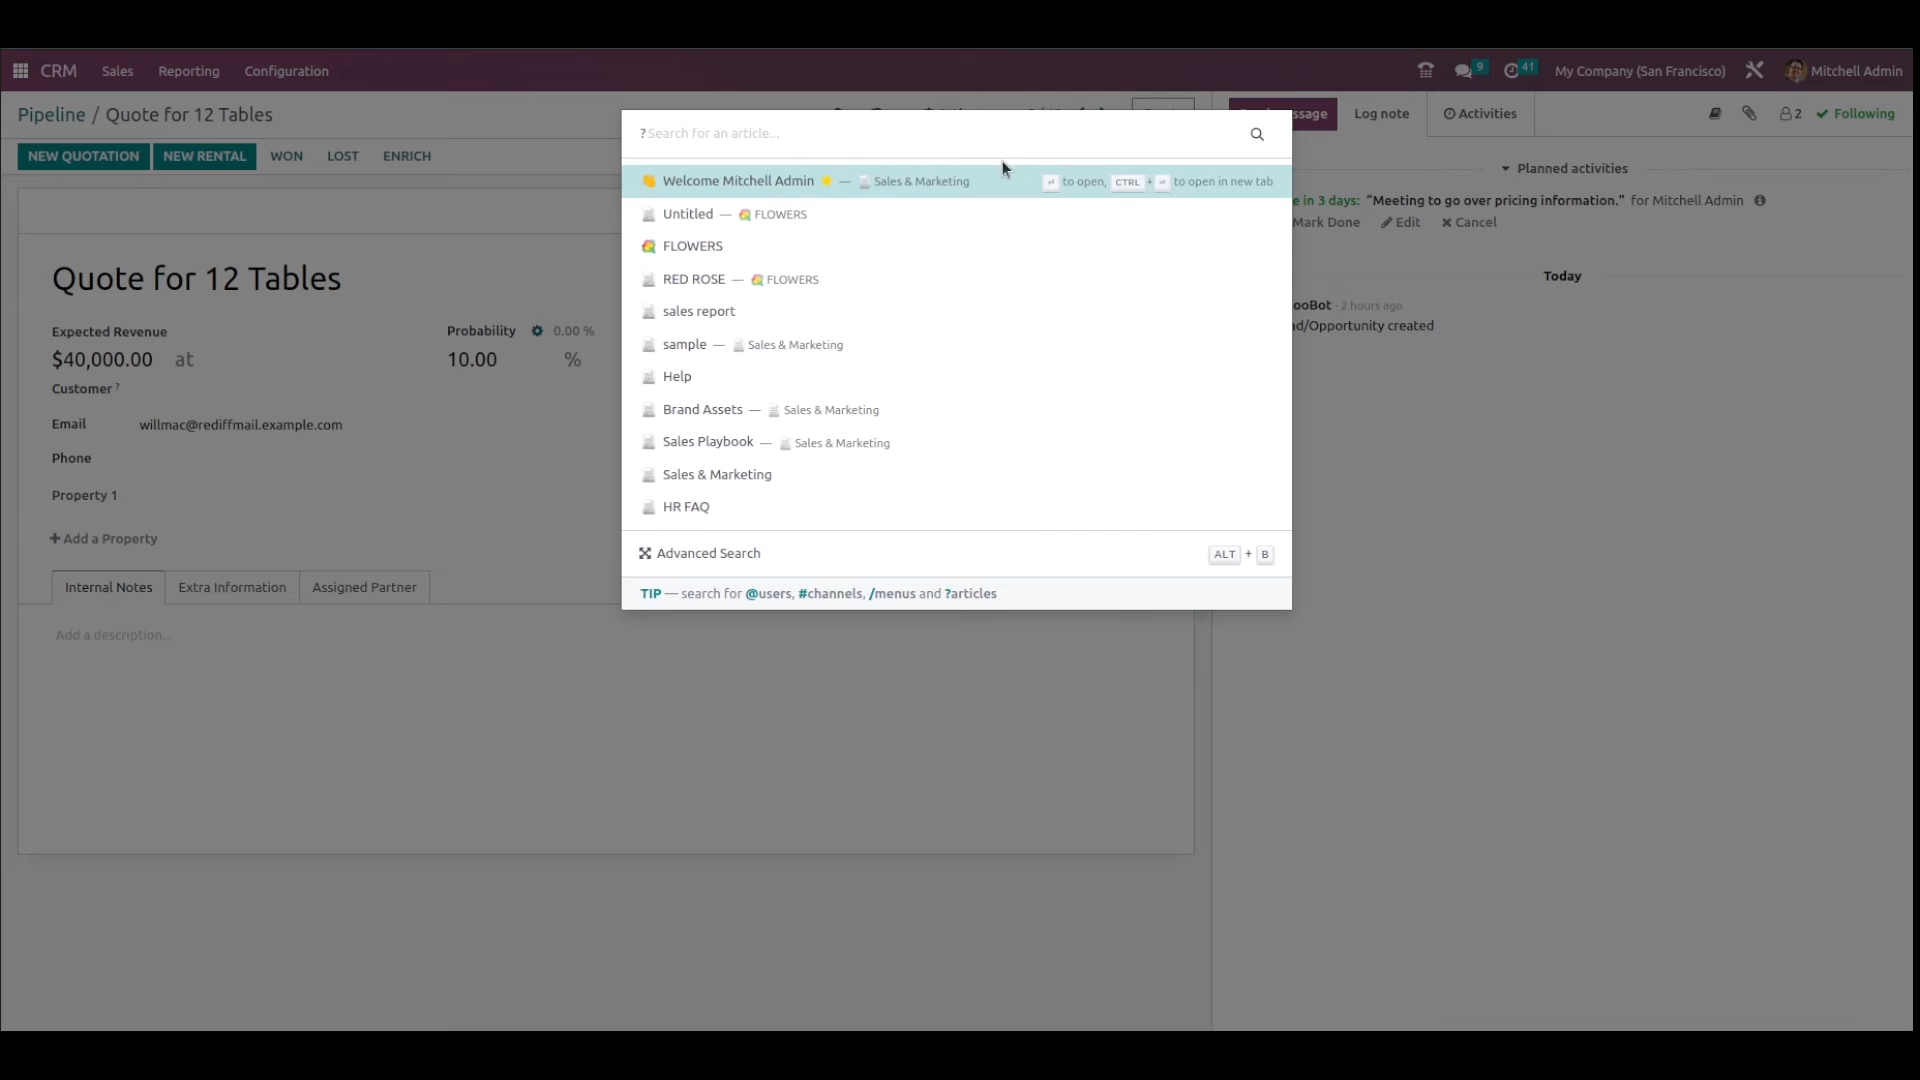 CRM Sales Reporting Configuration 9 41 My Company (San Francisco) Mitchell Admin
Pipeline / Quote for 12 Tables
ssage Log note Activities 2 Following
NEW QUOTATION NEW RENTAL WON LOST ENRICH
?Search for an article...
Welcome Mitchell Admin — Sales & Marketing to open, CTRL + to open in new tab
Untitled — FLOWERS
FLOWERS
RED ROSE — FLOWERS
sales report
sample — Sales & Marketing
Help
Brand Assets — Sales & Marketing
Sales Playbook — Sales & Marketing
Sales & Marketing
HR FAQ
Advanced Search ALT + B
TIP — search for @users, #channels, /menus and ?articles
Quote for 12 Tables
Expected Revenue Probability 0.00 %
$40,000.00 at 10.00 %
Customer ?
Email willmac@rediffmail.example.com
Phone
Property 1
Add a Property
Internal Notes Extra Information Assigned Partner
Add a description...
Planned activities
e in 3 days: “Meeting to go over pricing information.” for Mitchell Admin
Mark Done Edit Cancel
Today
ooBot - 2 hours ago
ad/Opportunity created